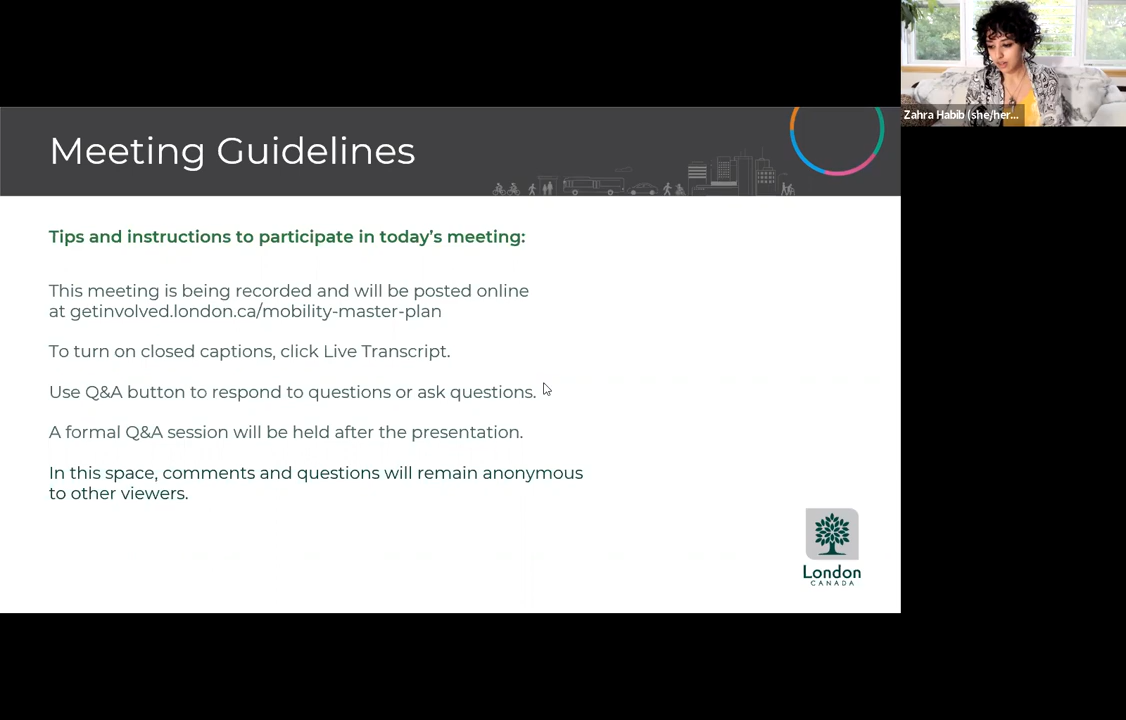 Zahra Habib (she/her...
Meeting Guidelines
Tips and instructions to participate in today's meeting:
This meeting is being recorded and will be posted online
at getinvolved.london.ca/mobility-master-plan
To turn on closed captions, click Live Transcript.
Use Q&A button to respond to questions or ask questions.
A formal Q&A session will be held after the presentation.
In this space, comments and questions will remain anonymous
to other viewers.
London
CANADA